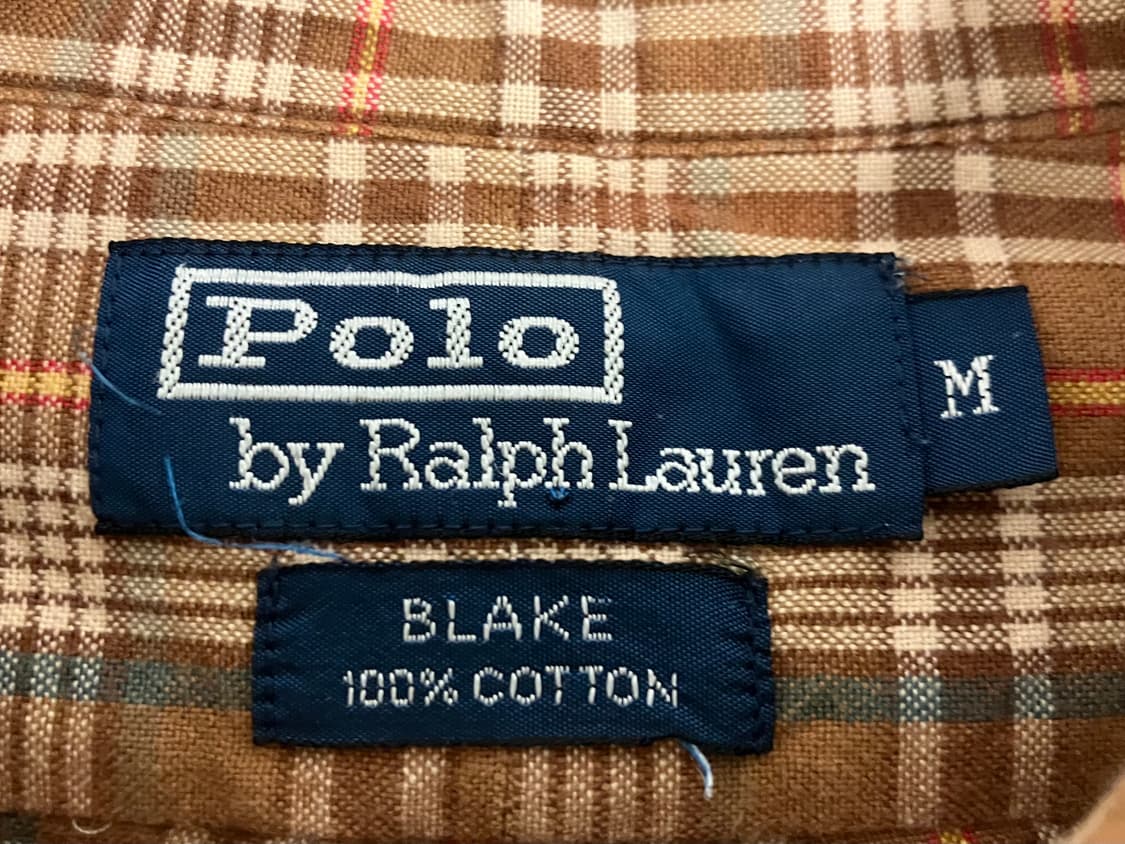 Polo
by Ralph Lauren
M
BLAKE
100% COTTON